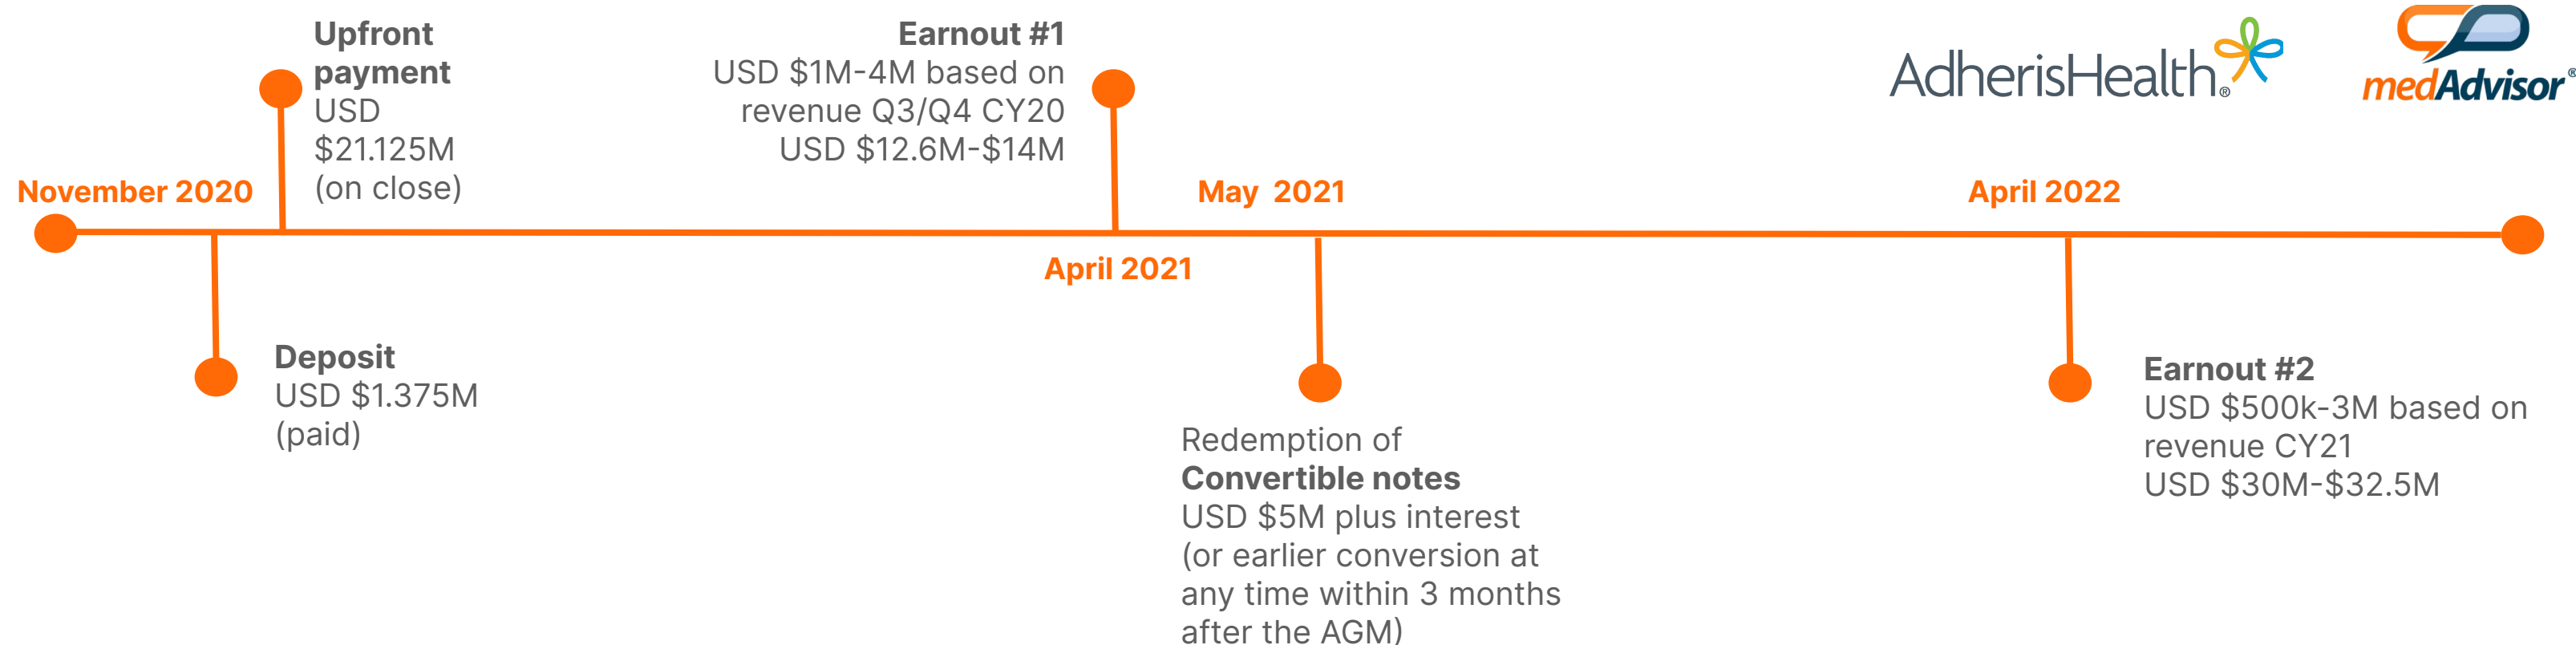 Upfront
payment
USD
$21.125M
(on close)
Earnout #1
USD $1M-4M based on
revenue Q3/Q4 CY20
USD $12.6M-$14M
AdherisHealth®
medAdvisor®
November 2020
May 2021
April 2022
April 2021
Deposit
USD $1.375M
(paid)
Redemption of
Convertible notes
USD $5M plus interest
(or earlier conversion at
any time within 3 months
after the AGM)
Earnout #2
USD $500k-3M based on
revenue CY21
USD $30M-$32.5M